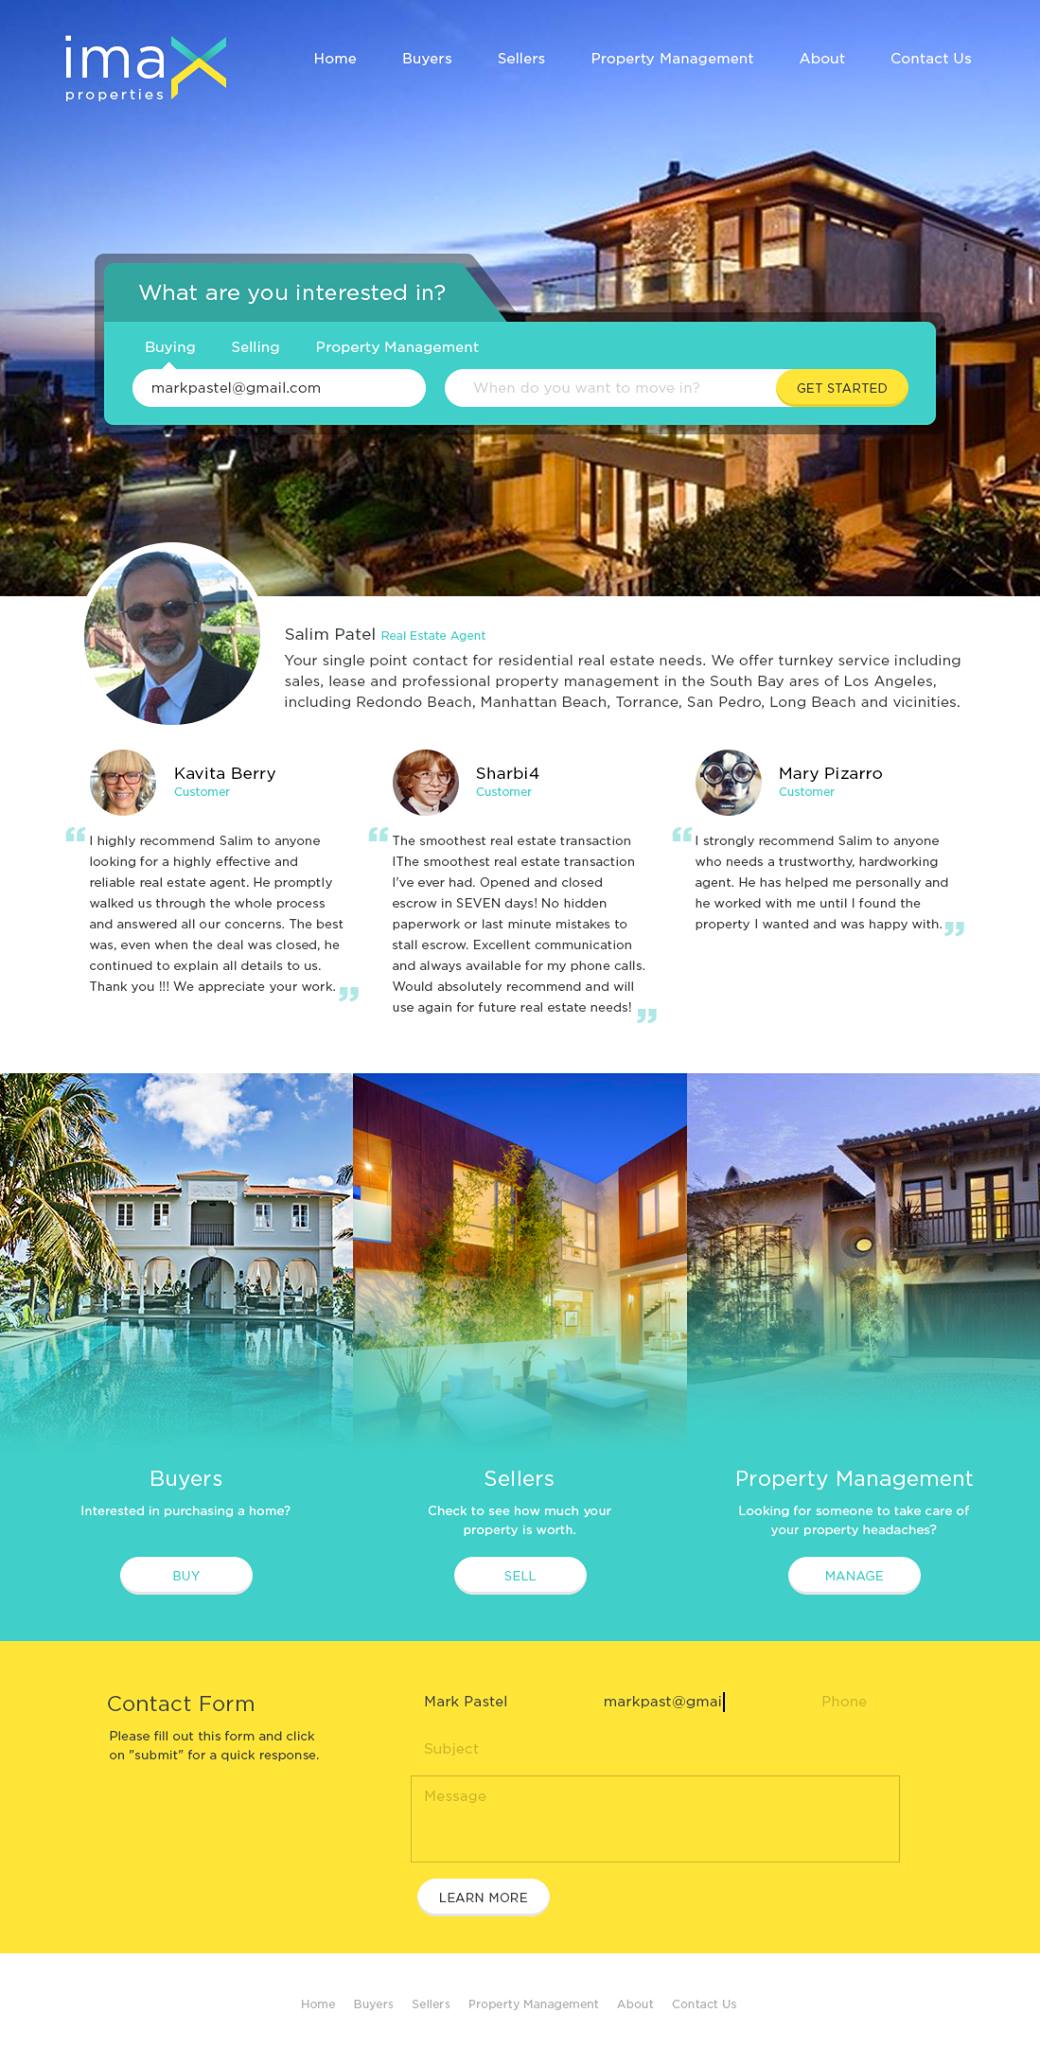 imax
properties
Home Buyers Sellers Property Management About Contact Us
What are you interested in?
Buying Selling Property Management
markpastel@gmail.com When do you want to move in? GET STARTED
Salim Patel Real Estate Agent
Your single point contact for residential real estate needs. We offer turnkey service including
sales, lease and professional property management in the South Bay ares of Los Angeles,
including Redondo Beach, Manhattan Beach, Torrance, San Pedro, Long Beach and vicinities.
Kavita Berry
Customer
“ I highly recommend Salim to anyone
looking for a highly effective and
reliable real estate agent. He promptly
walked us through the whole process
and answered all our concerns. The best
was, even when the deal was closed, he
continued to explain all details to us.
Thank you !!! We appreciate your work. ”
Sharbi4
Customer
“ The smoothest real estate transaction
IThe smoothest real estate transaction
I've ever had. Opened and closed
escrow in SEVEN days! No hidden
paperwork or last minute mistakes to
stall escrow. Excellent communication
and always available for my phone calls.
Would absolutely recommend and will
use again for future real estate needs! ”
Mary Pizarro
Customer
“ I strongly recommend Salim to anyone
who needs a trustworthy, hardworking
agent. He has helped me personally and
he worked with me until I found the
property I wanted and was happy with. ”
Buyers
Interested in purchasing a home?
BUY
Sellers
Check to see how much your
property is worth.
SELL
Property Management
Looking for someone to take care of
your property headaches?
MANAGE
Contact Form
Please fill out this form and click
on "submit" for a quick response.
Mark Pastel markpast@gmai Phone
Subject
Message
LEARN MORE
Home Buyers Sellers Property Management About Contact Us